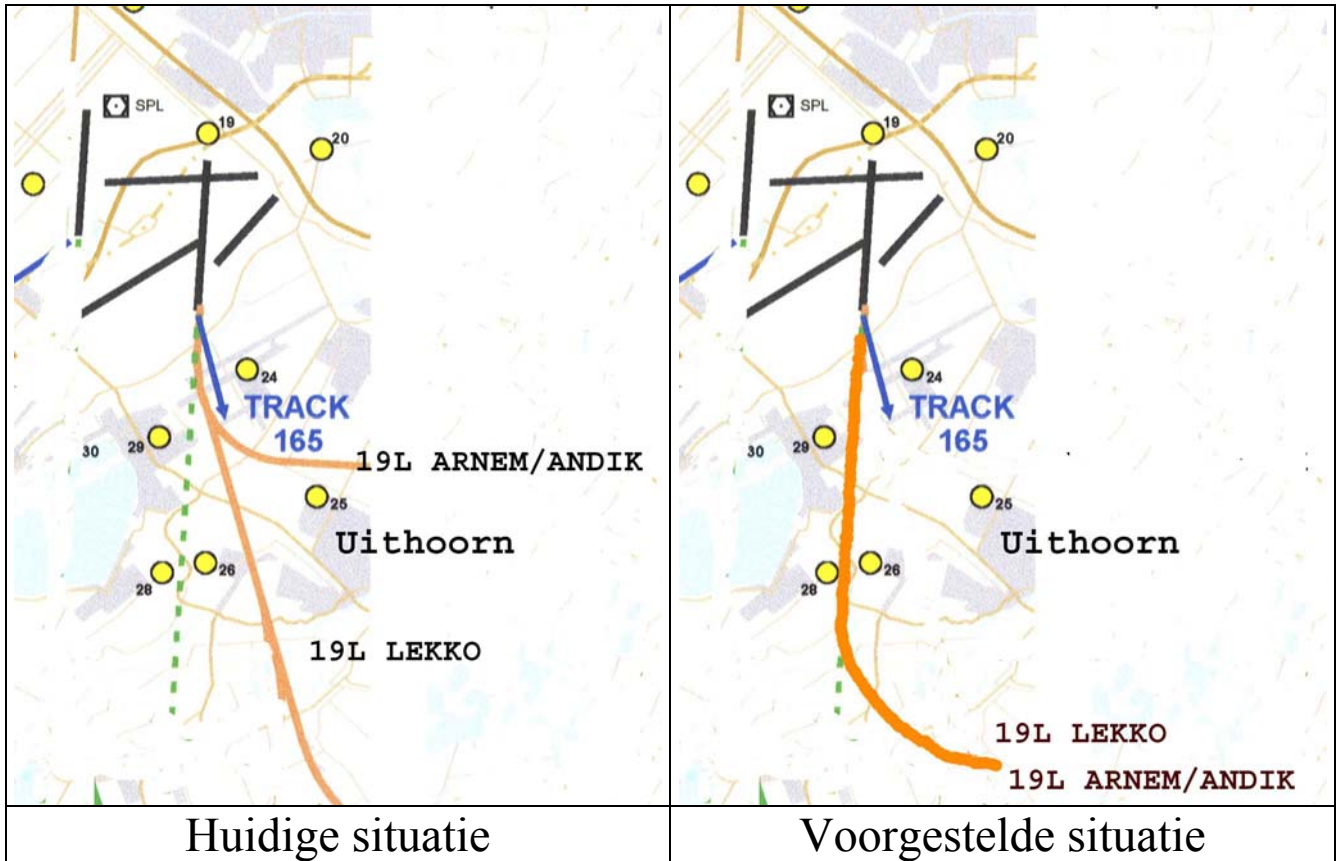 SPL
19
20
24
TRACK
165
29
30
19L ARNEM/ANDIK
25
Uithoorn
26
28
19L LEKKO
Huidige situatie
SPL
19
20
24
TRACK
165
29
30
25
Uithoorn
26
28
19L LEKKO
19L ARNEM/ANDIK
Voorgestelde situatie